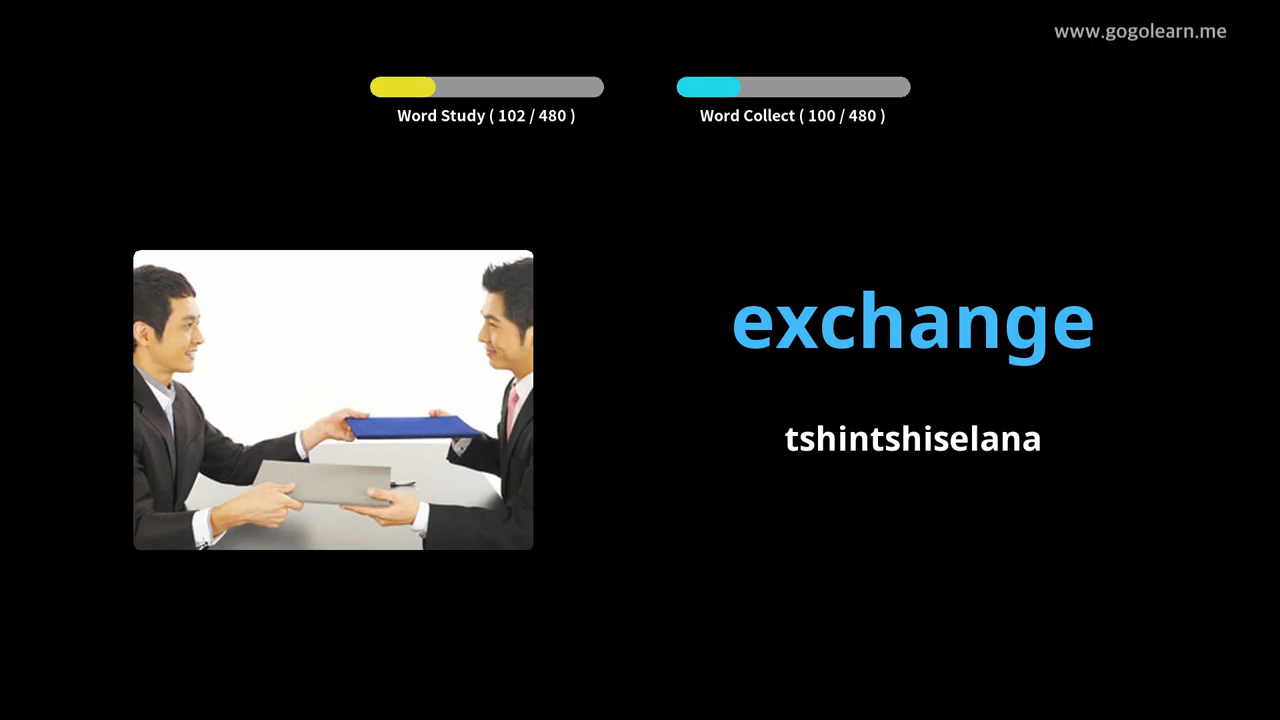 www.gogolearn.me
Word Study ( 102 / 480 )
Word Collect ( 100 / 480 )
exchange
tshintshiselana